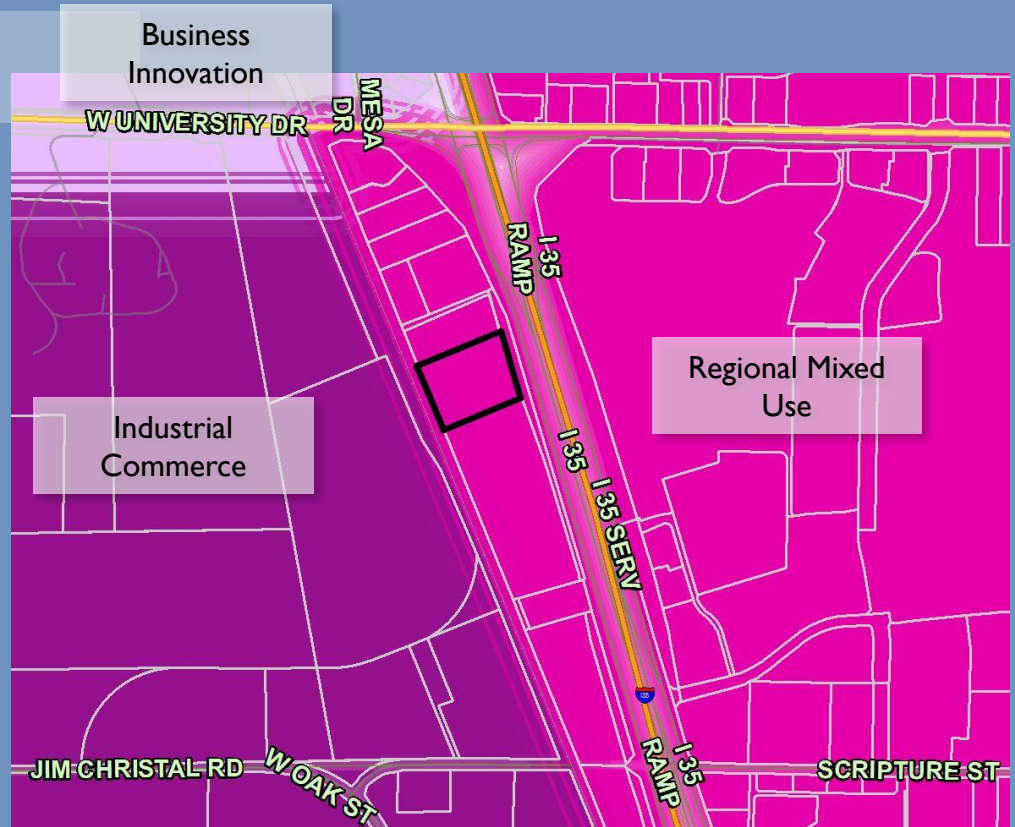 Business
Innovation
W UNIVERSITY DR
MESA
DR
I 35
RAMP
Regional Mixed
Use
Industrial
Commerce
I 35
I 35 SERV
I35
I 35
RAMP
JIM CHRISTAL RD
W OAK ST
SCRIPTURE ST